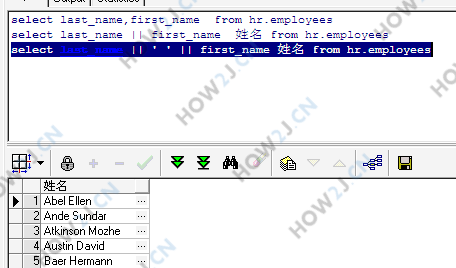 Output Statistics
select last_name,first_name from hr.employees
select last_name || first_name 姓名 from hr.employees
select last_name || ' ' || first_name 姓名 from hr.employees
姓名
1 Abel Ellen ...
2 Ande Sundar ...
3 Atkinson Mozhe ...
4 Austin David ...
5 Baer Hermann ...
HOW2J.CN
HOW2J.CN
HOW2J.CN
HOW2J.CN
HOW2J.CN
HOW2J.CN